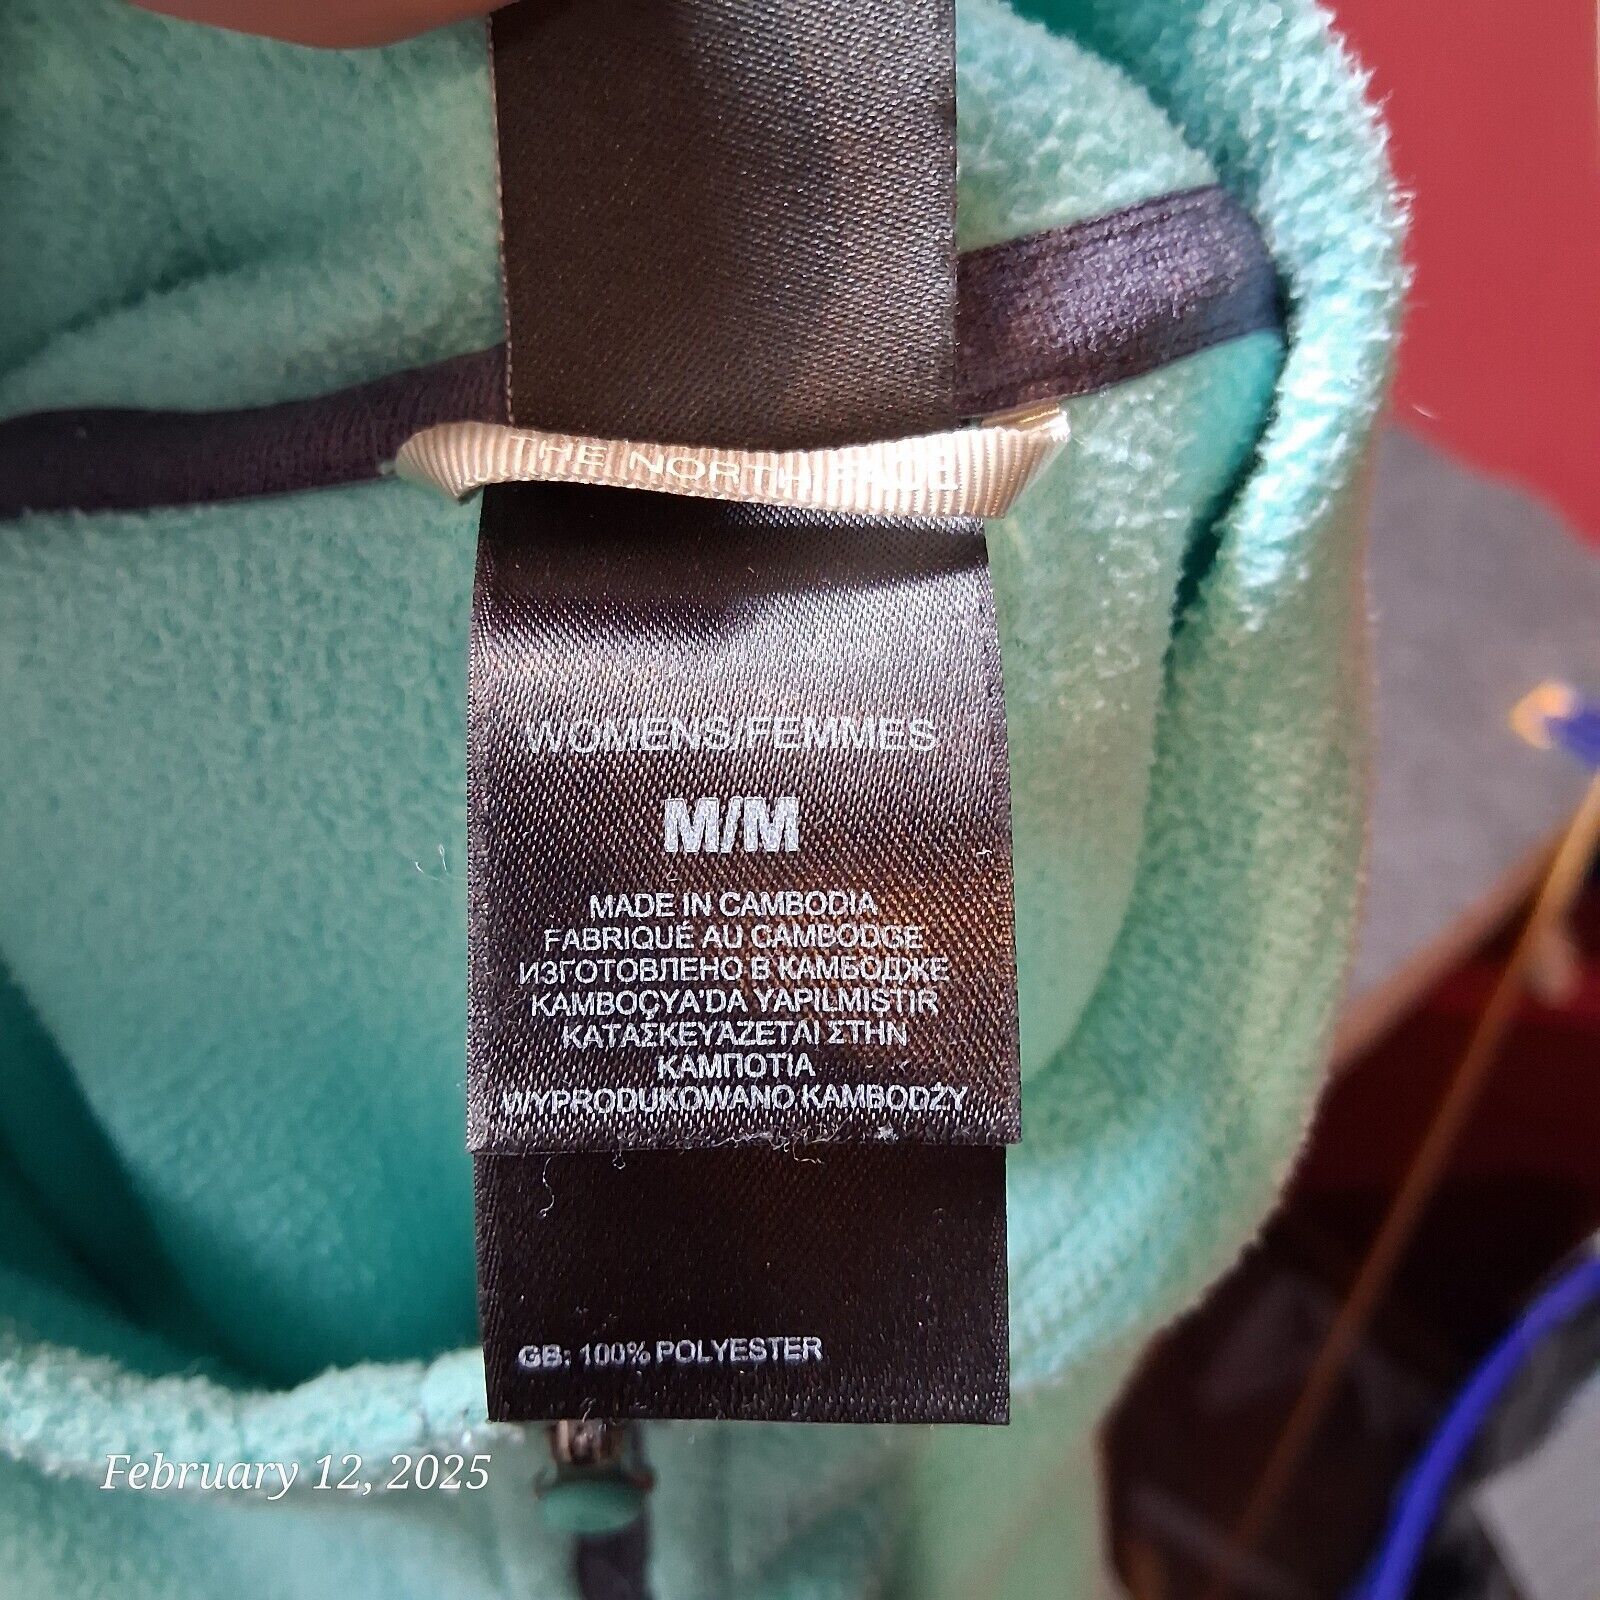 THE NORTH FACE
WOMENS/FEMMES
M/M
MADE IN CAMBODIA
FABRIQUÉ AU CAMBODGE
ИЗГОТОВЛЕНО В КАМБОДЖЕ
KAMBOÇYA'DA YAPILMIŞTIR
ΚΑΤΑΣΚΕΥΑΖΕΤΑΙ ΣΤΗΝ
ΚΑΜΠΟΤΙΑ
WYPRODUKOWANO KAMBODŻY
GB: 100% POLYESTER
February 12, 2025